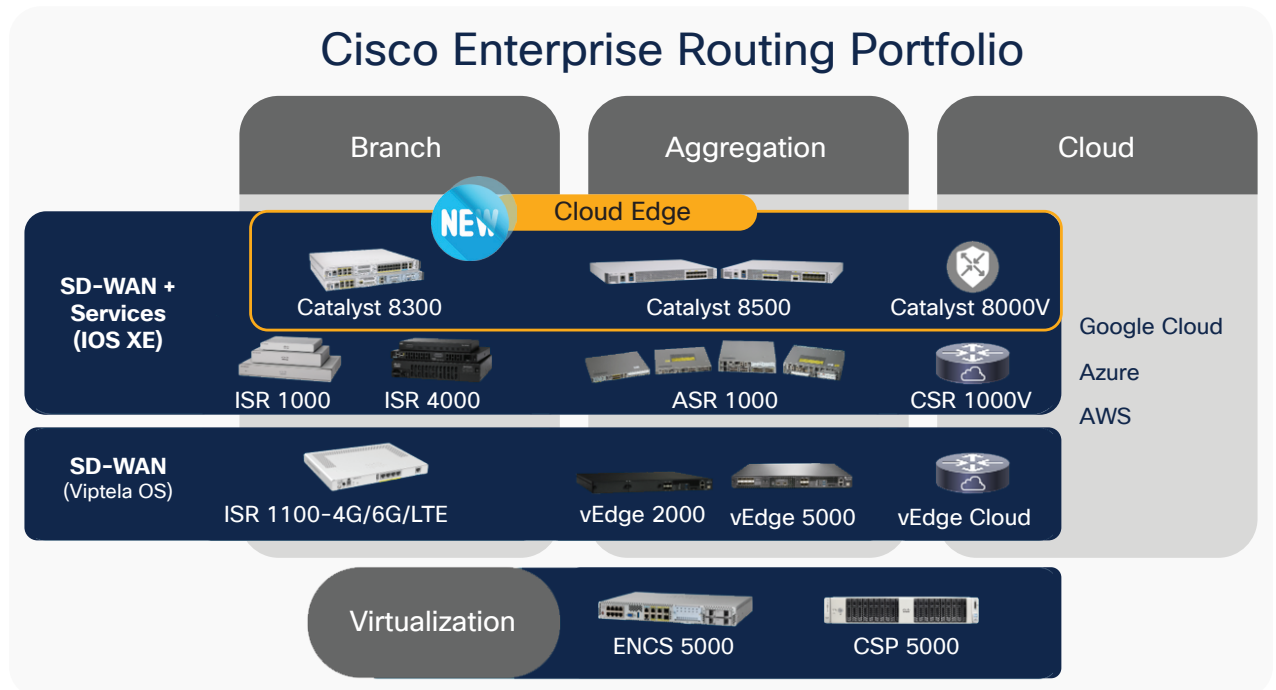 Cisco Enterprise Routing Portfolio
Branch
Aggregation
Cloud
NEW
Cloud Edge
SD-WAN +
Services
(IOS XE)
Catalyst 8300
Catalyst 8500
Catalyst 8000V
ISR 1000
ISR 4000
ASR 1000
CSR 1000V
Google Cloud
Azure
AWS
SD-WAN
(Viptela OS)
ISR 1100-4G/6G/LTE
vEdge 2000
vEdge 5000
vEdge Cloud
Virtualization
ENCS 5000
CSP 5000